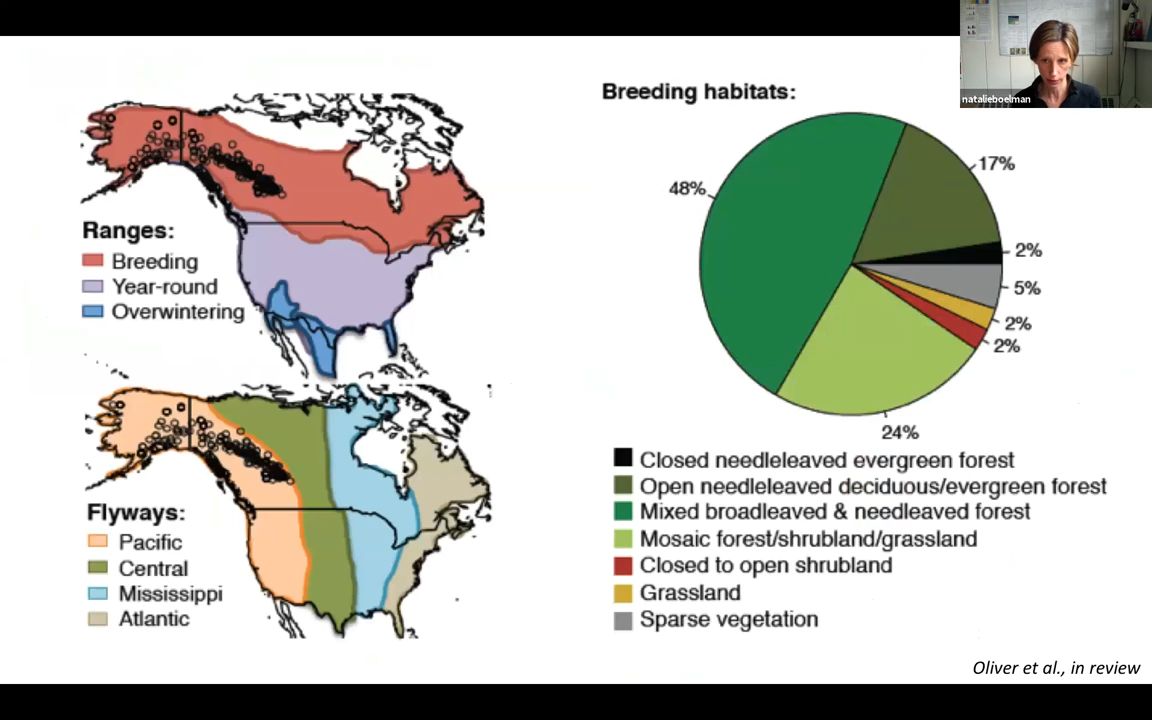 natalieboelman
Ranges:
Breeding
Year-round
Overwintering
Flyways:
Pacific
Central
Mississippi
Atlantic
Breeding habitats:
48%
17%
2%
5%
2%
2%
24%
Closed needleleaved evergreen forest
Open needleleaved deciduous/evergreen forest
Mixed broadleaved & needleaved forest
Mosaic forest/shrubland/grassland
Closed to open shrubland
Grassland
Sparse vegetation
Oliver et al., in review